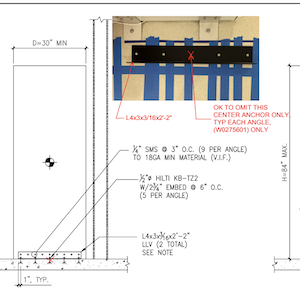 D=30" MIN
L4x3x3/16x2'-2"
OK TO OMIT THIS
CENTER ANCHOR ONLY,
TYP EACH ANGLE,
(W0275601) ONLY
¼" SMS @ 3" O.C. (9 PER ANGLE)
TO 18GA MIN MATERIAL (V.I.F.)
½"ø HILTI KB-TZ2
W/2¾" EMBED @ 6" O.C.
(5 PER ANGLE)
H=84" MAX.
L4x3x3/16x2'-2"
LLV (2 TOTAL)
SEE NOTE
1", TYP.